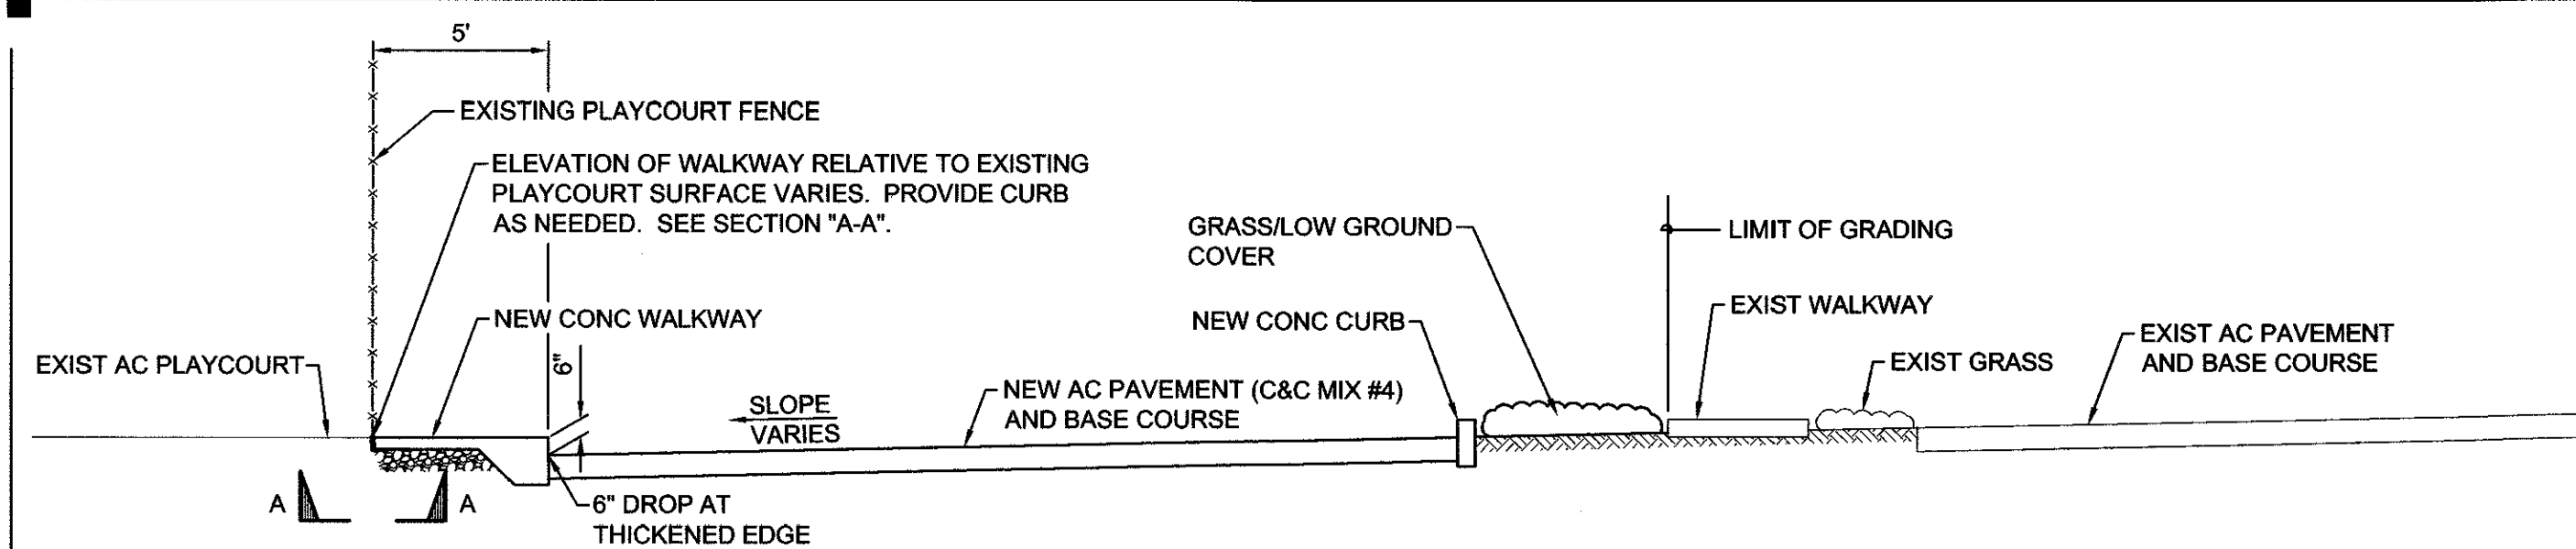 5'
EXISTING PLAYCOURT FENCE
ELEVATION OF WALKWAY RELATIVE TO EXISTING
PLAYCOURT SURFACE VARIES. PROVIDE CURB
AS NEEDED. SEE SECTION "A-A".
GRASS/LOW GROUND
COVER
LIMIT OF GRADING
NEW CONC WALKWAY
NEW CONC CURB
EXIST WALKWAY
EXIST AC PAVEMENT
AND BASE COURSE
EXIST GRASS
EXIST AC PLAYCOURT
6"
SLOPE
VARIES
NEW AC PAVEMENT (C&C MIX #4)
AND BASE COURSE
A
A
6" DROP AT
THICKENED EDGE